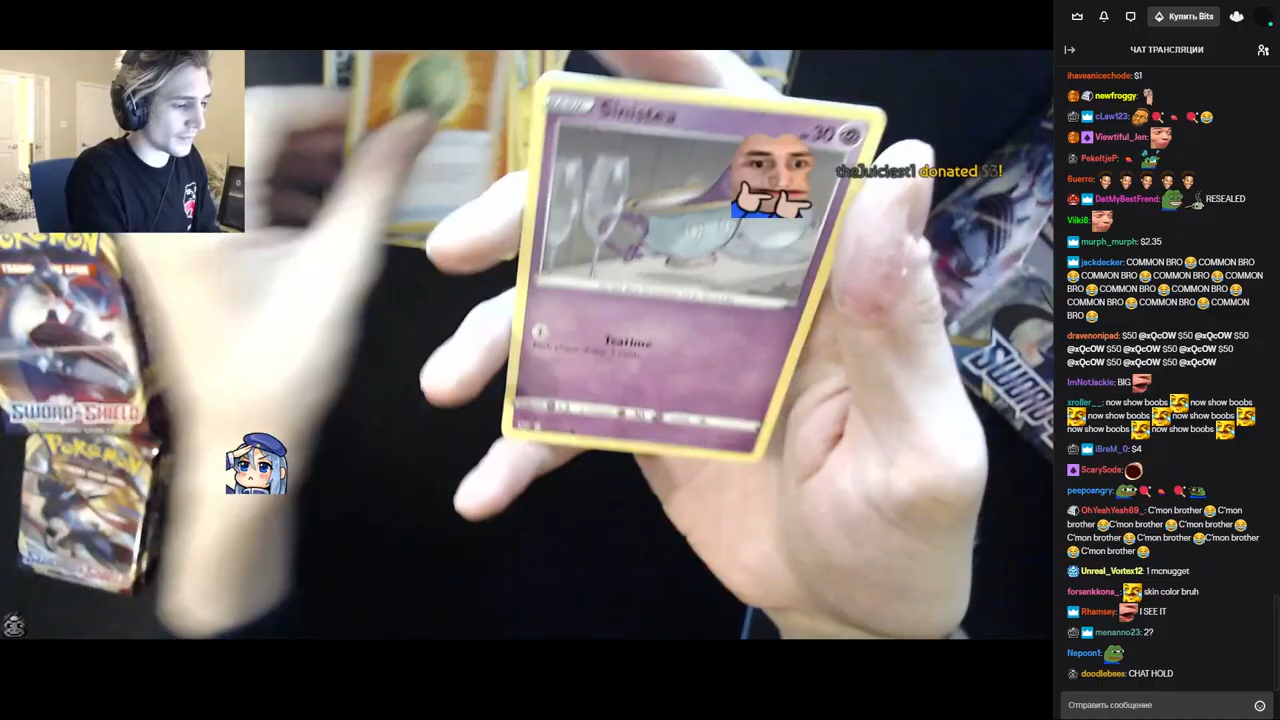 Sinistea
30
theJuiciest1 donated $3!
Teatime
POKEMON
SWORD SHIELD
POKEMON
SWORD
Купить Bits
ЧАТ ТРАНСЛЯЦИИ
ihaveanicechode: $1
newfroggy:
cLaw123:
Viewtiful_Jen:
PekeltjeP:
6uerro:
DatMyBestFrend: RESEALED
Viiki8:
murph_murph: $2.35
jackdecker: COMMON BRO COMMON BRO
COMMON BRO COMMON BRO COMMON
BRO COMMON BRO COMMON BRO
COMMON BRO COMMON BRO COMMON
BRO
dravenonipad: $50 @xQcOW $50 @xQcOW $50
@xQcOW $50 @xQcOW $50 @xQcOW $50
@xQcOW $50 @xQcOW $50 @xQcOW
ImNotJackie: BIG
xroller__: now show boobs now show boobs
now show boobs now show boobs
now show boobs now show boobs
iBreM_0: $4
ScarySoda:
peepoangry:
OhYeahYeah69_: C'mon brother C'mon
brother C'mon brother C'mon brother
C'mon brother C'mon brother C'mon brother
C'mon brother
Unreal_Vortex12: 1 mcnugget
forsenkkona_: skin color bruh
Rhamsey: I SEE IT
menanno23: 2?
Nepoon1:
doodlebees: CHAT HOLD
Отправить сообщение